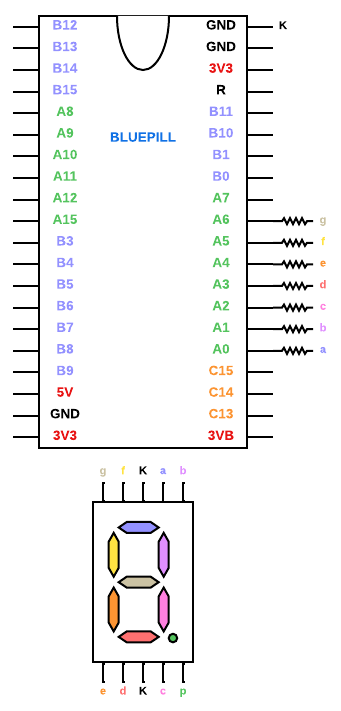 B12 GND K
B13 GND
B14 3V3
B15 R
A8 B11
A9 BLUEPILL B10
A10 B1
A11 B0
A12 A7
A15 A6 g
B3 A5 f
B4 A4 e
B5 A3 d
B6 A2 c
B7 A1 b
B8 A0 a
B9 C15
5V C14
GND C13
3V3 3VB
g f K a b
e d K c p